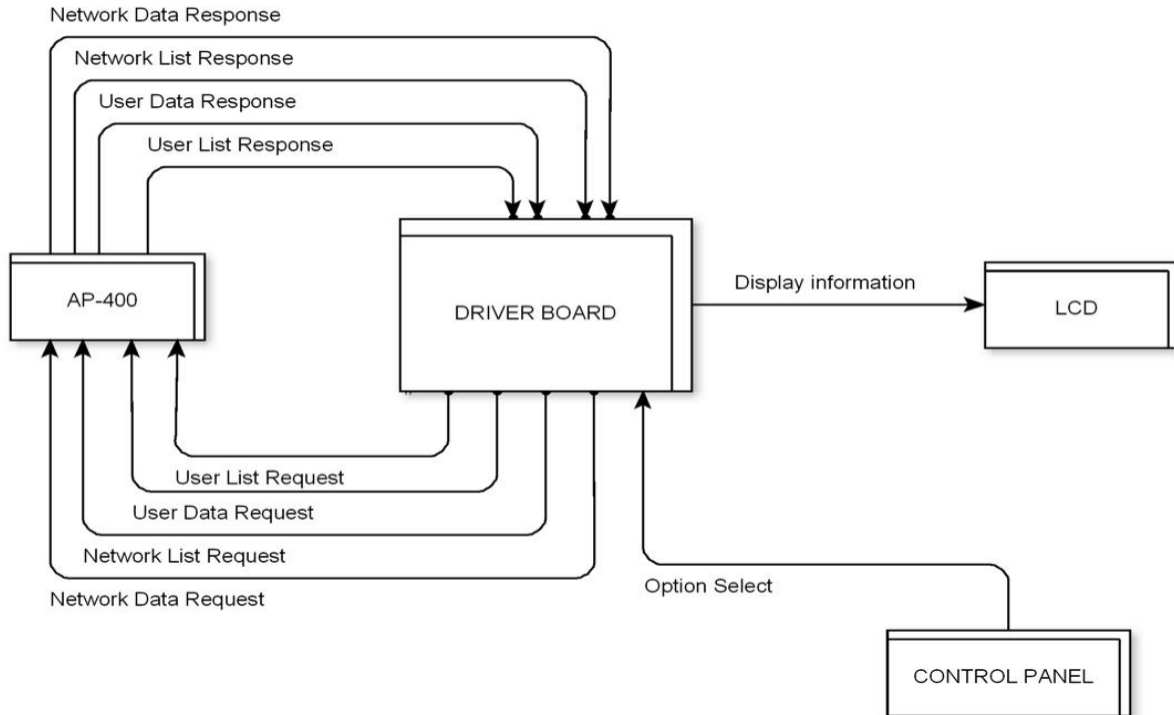 Network Data Response
Network List Response
User Data Response
User List Response
AP-400
DRIVER BOARD
Display information
LCD
User List Request
User Data Request
Network List Request
Network Data Request
Option Select
CONTROL PANEL